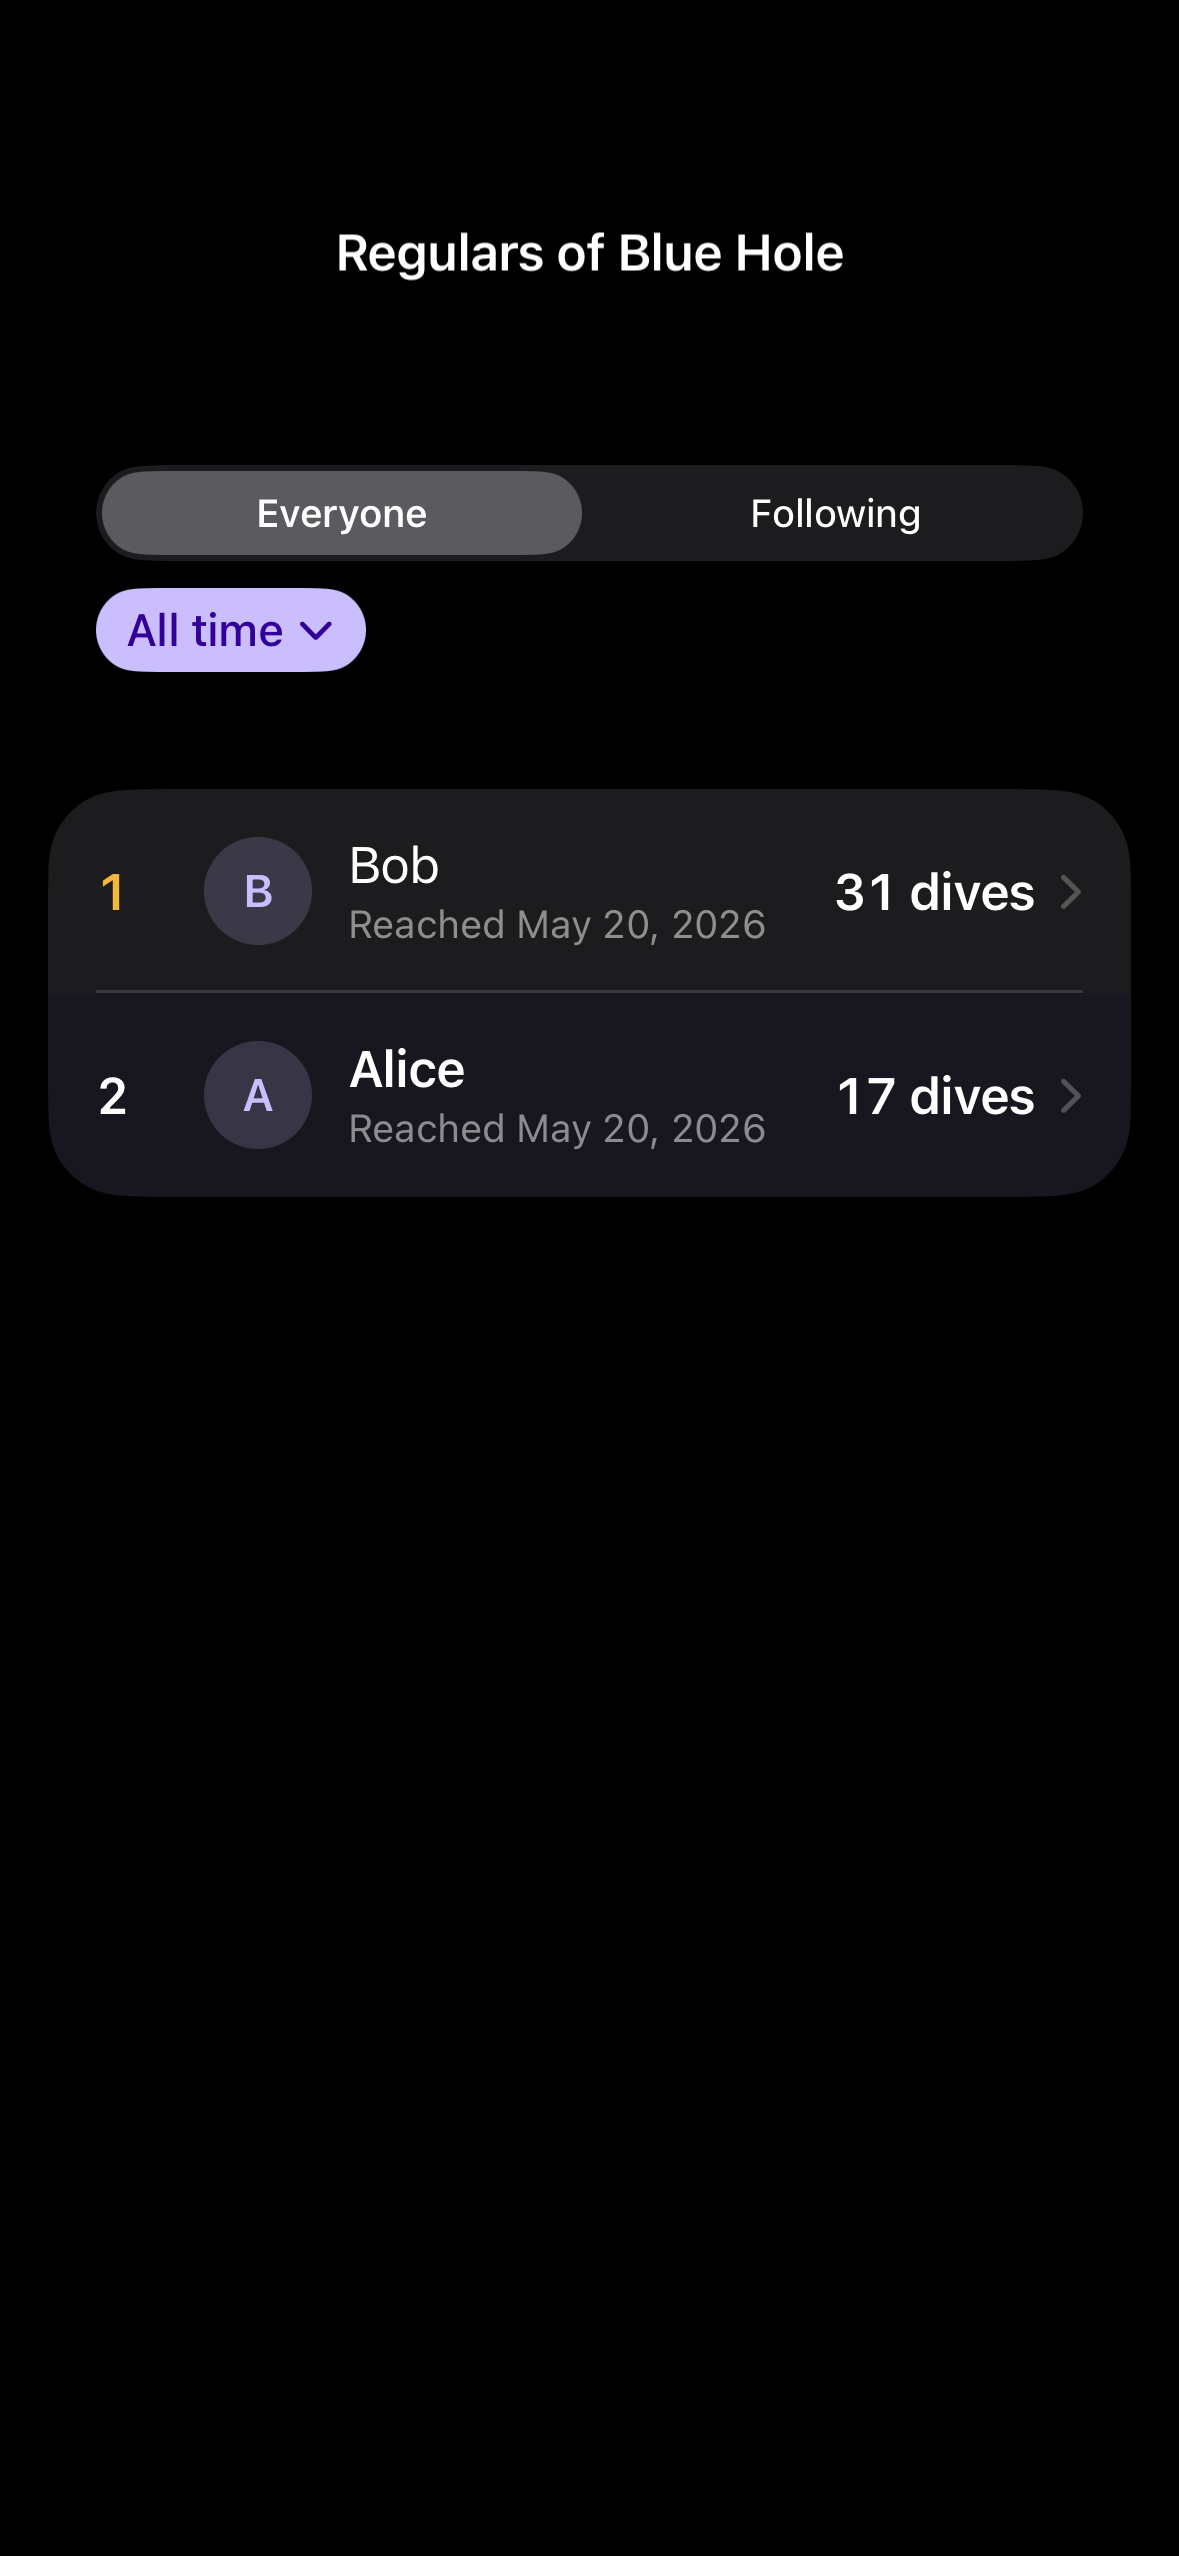 Regulars of Blue Hole
Everyone
Following
All time
1
B
Bob
Reached May 20, 2026
31 dives
2
A
Alice
Reached May 20, 2026
17 dives